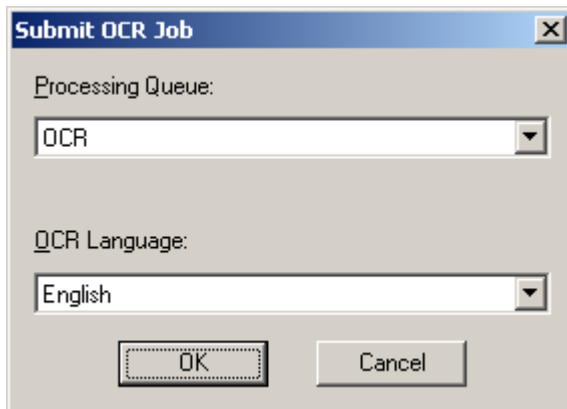 Submit OCR Job
Processing Queue:
OCR
OCR Language:
English
OK Cancel